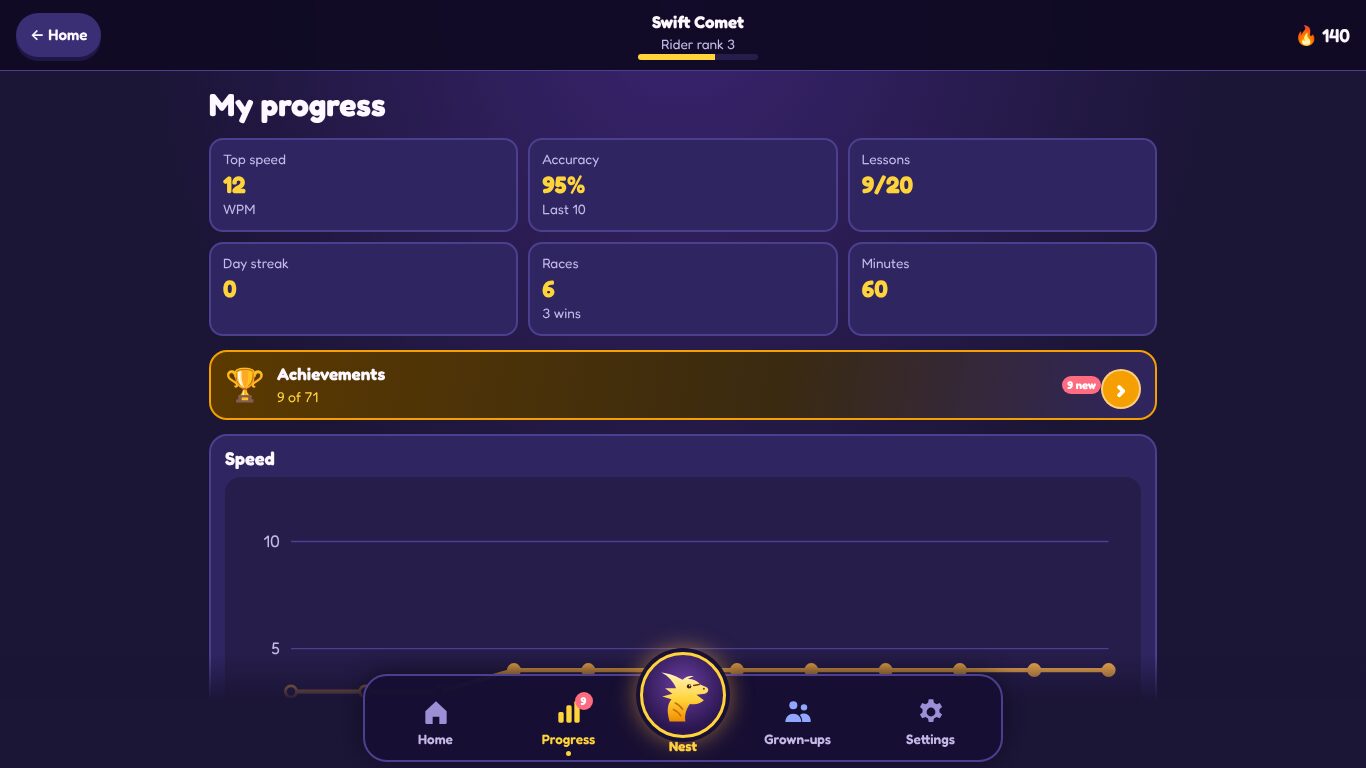 ← Home
Swift Comet
Rider rank 3
140
My progress
Top speed
12
WPM
Accuracy
95%
Last 10
Lessons
9/20
Day streak
0
Races
6
3 wins
Minutes
60
Achievements
9 of 71
9 new
Speed
10
5
Home
9
Progress
Nest
Grown-ups
Settings